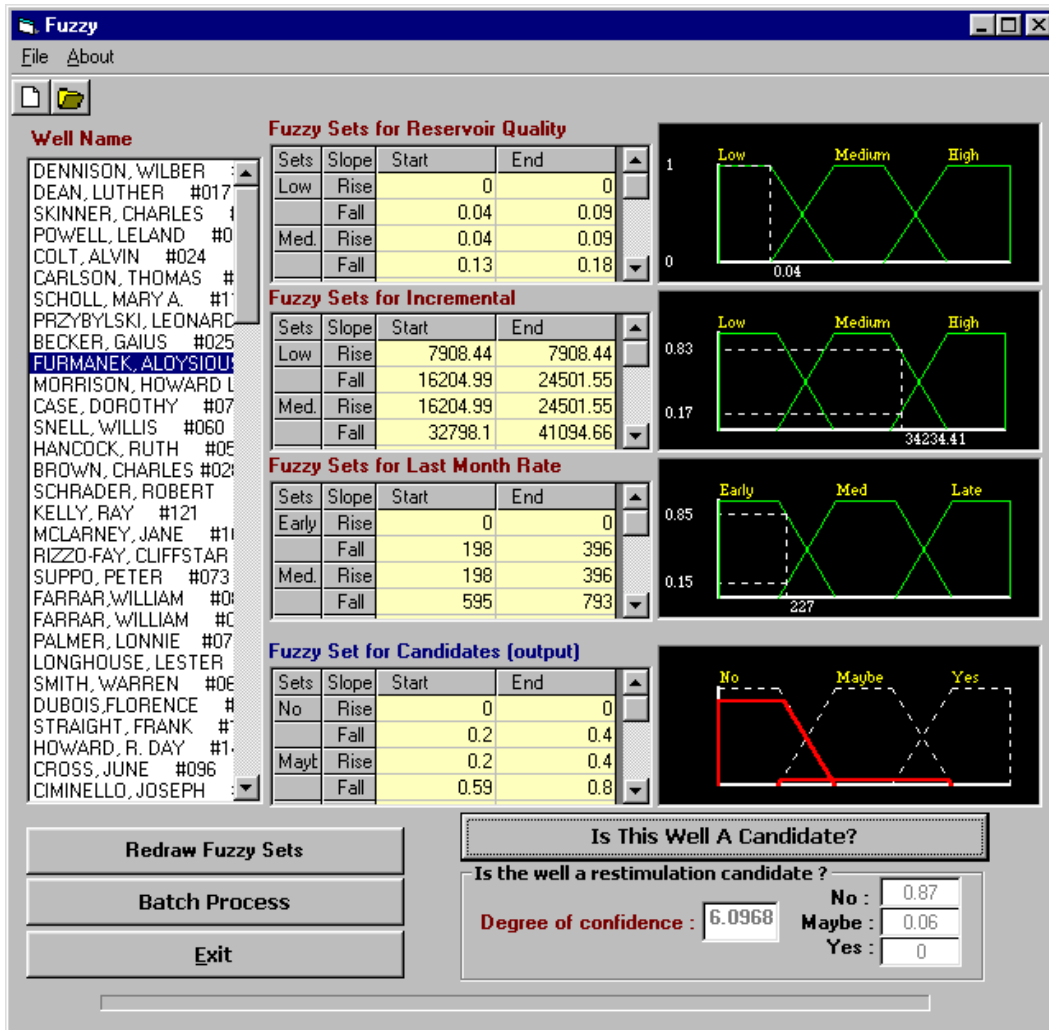 Fuzzy
File About
Well Name
DENNISON, WILBER
DEAN, LUTHER #017
SKINNER, CHARLES
POWELL, LELAND #0
COLT, ALVIN #024
CARLSON, THOMAS #
SCHOLL, MARY A. #11
PRZYBYLSKI, LEONARD
BECKER, GAIUS #025
FURMANEK, ALOYSIOUS
MORRISON, HOWARD L
CASE, DOROTHY #07
SNELL, WILLIS #060
HANCOCK, RUTH #05
BROWN, CHARLES #028
SCHRADER, ROBERT
KELLY, RAY #121
MCLARNEY, JANE #10
RIZZO-FAY, CLIFFSTAR
SUPPO, PETER #073
FARRAR,WILLIAM #0
FARRAR, WILLIAM #0
PALMER, LONNIE #07
LONGHOUSE, LESTER
SMITH, WARREN #06
DUBOIS,FLORENCE #
STRAIGHT, FRANK #
HOWARD, R. DAY #14
CROSS, JUNE #096
CIMINELLO, JOSEPH
Fuzzy Sets for Reservoir Quality
Sets Slope Start End
Low Rise 0 0
Fall 0.04 0.09
Med. Rise 0.04 0.09
Fall 0.13 0.18
Low Medium High
1
0
0.04
Fuzzy Sets for Incremental
Sets Slope Start End
Low Rise 7908.44 7908.44
Fall 16204.99 24501.55
Med. Rise 16204.99 24501.55
Fall 32798.1 41094.66
Low Medium High
0.83
0.17
34234.41
Fuzzy Sets for Last Month Rate
Sets Slope Start End
Early Rise 0 0
Fall 198 396
Med. Rise 198 396
Fall 595 793
Early Med Late
0.85
0.15
227
Fuzzy Set for Candidates (output)
Sets Slope Start End
No Rise 0 0
Fall 0.2 0.4
Mayb Rise 0.2 0.4
Fall 0.59 0.8
No Maybe Yes
Redraw Fuzzy Sets
Batch Process
Exit
Is This Well A Candidate?
Is the well a restimulation candidate ?
Degree of confidence : 6.0968
No : 0.87
Maybe : 0.06
Yes : 0